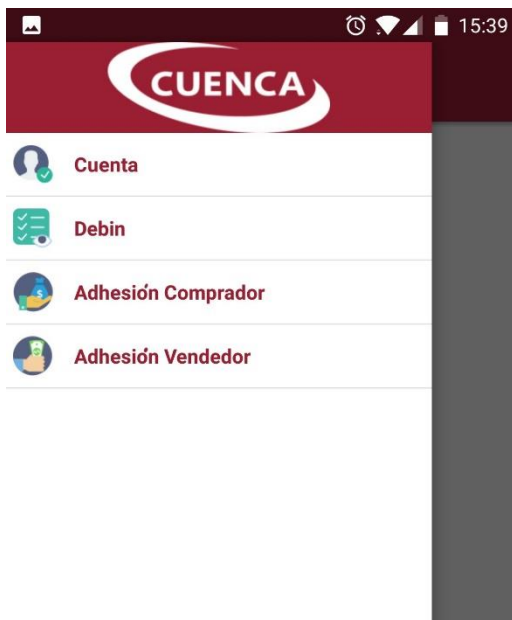 15:39
CUENCA
Cuenta
Debin
Adhesión Comprador
Adhesión Vendedor